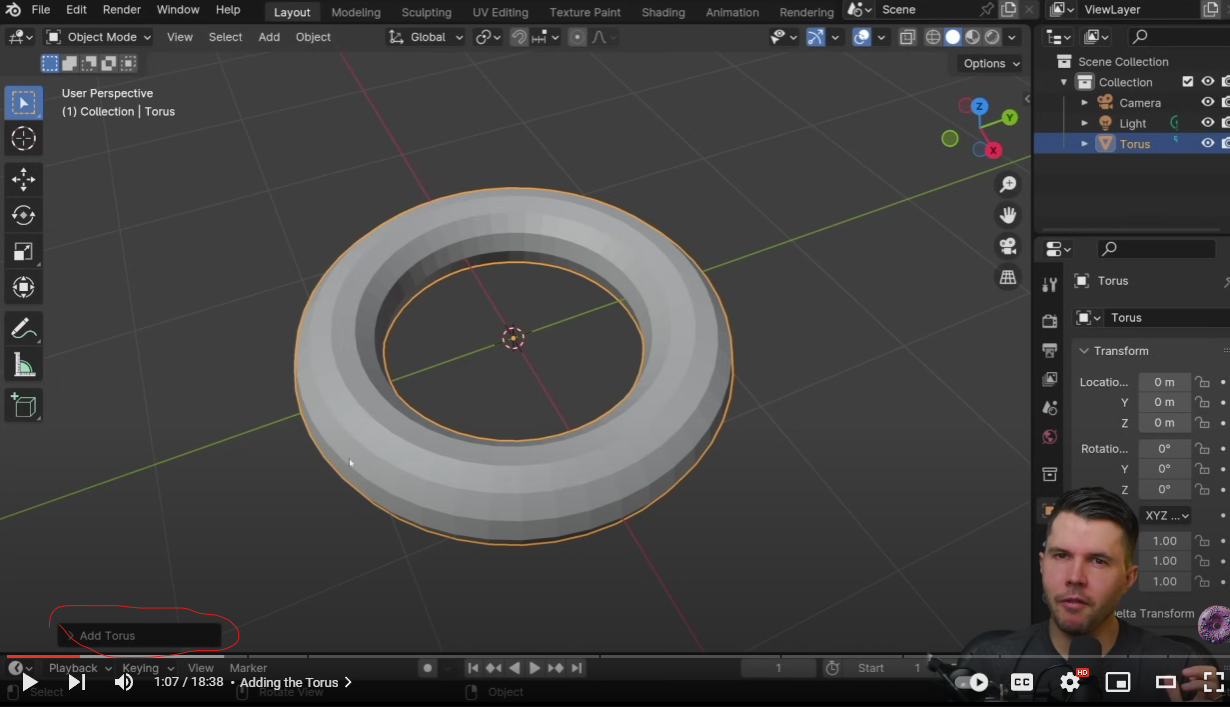 File Edit Render Window Help Layout Modeling Sculpting UV Editing Texture Paint Shading Animation Rendering Scene ViewLayer
Object Mode View Select Add Object Global
Options
User Perspective
(1) Collection | Torus
Z
Y
X
Scene Collection
Collection
Camera
Light
Torus
Torus
Torus
Transform
Locatio... 0 m
Y 0 m
Z 0 m
Rotatio... 0°
Y 0°
Z 0°
XYZ ...
1.00
1.00
1.00
elta Transform
Add Torus
Playback Keying View Marker 1 Start 1
Select Rotate View Object
1:07 / 18:38 • Adding the Torus
CC HD